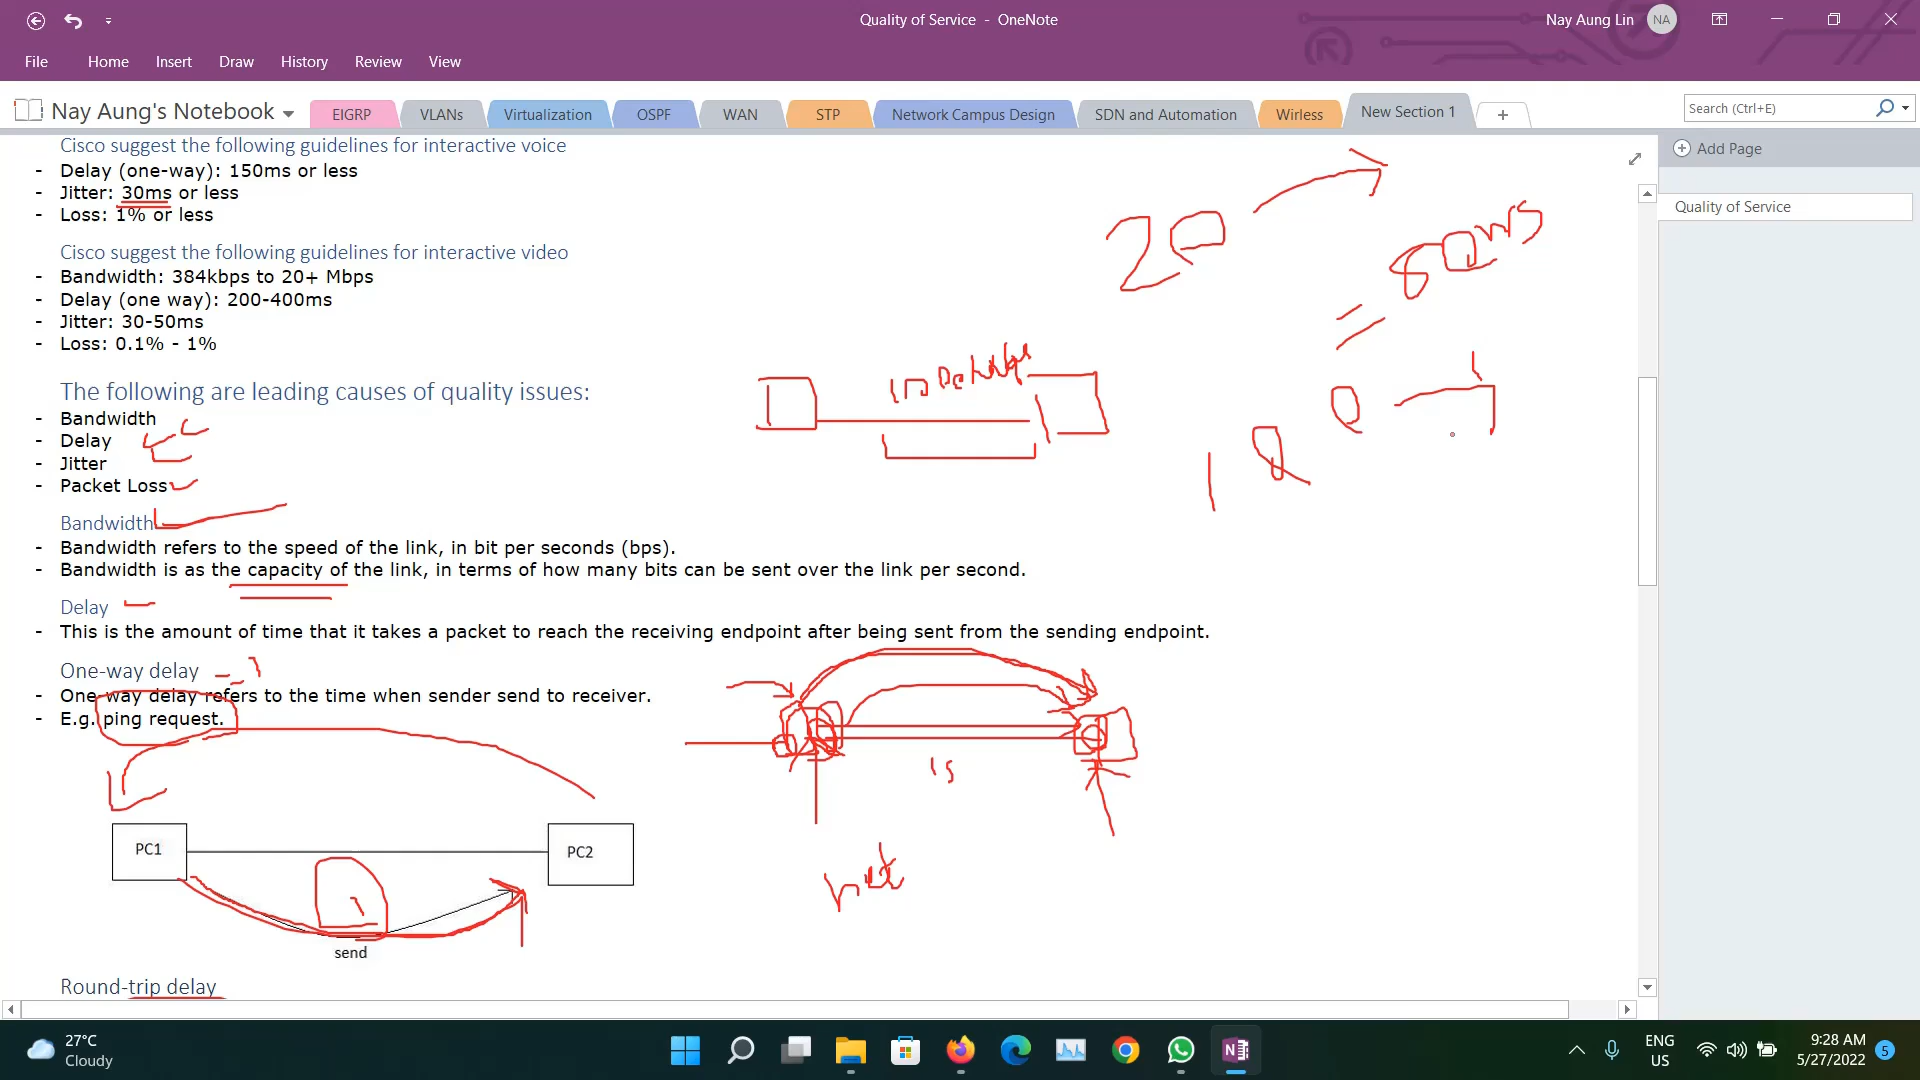 Quality of Service - OneNote
Nay Aung Lin NA
File Home Insert Draw History Review View
Nay Aung's Notebook EIGRP VLANs Virtualization OSPF WAN STP Network Campus Design SDN and Automation Wirless New Section 1 +
Search (Ctrl+E)
Add Page
Quality of Service
Cisco suggest the following guidelines for interactive voice
- Delay (one-way): 150ms or less
- Jitter: 30ms or less
- Loss: 1% or less
Cisco suggest the following guidelines for interactive video
- Bandwidth: 384kbps to 20+ Mbps
- Delay (one way): 200-400ms
- Jitter: 30-50ms
- Loss: 0.1% - 1%
20
= 80ms
The following are leading causes of quality issues:
- Bandwidth
- Delay
- Jitter
- Packet Loss
Bandwidth
- Bandwidth refers to the speed of the link, in bit per seconds (bps).
- Bandwidth is as the capacity of the link, in terms of how many bits can be sent over the link per second.
Delay
- This is the amount of time that it takes a packet to reach the receiving endpoint after being sent from the sending endpoint.
One-way delay
- One-way delay refers to the time when sender send to receiver.
- E.g. ping request.
1s
PC1
PC2
send
Round-trip delay
27°C
Cloudy
ENG
US
9:28 AM
5/27/2022
5